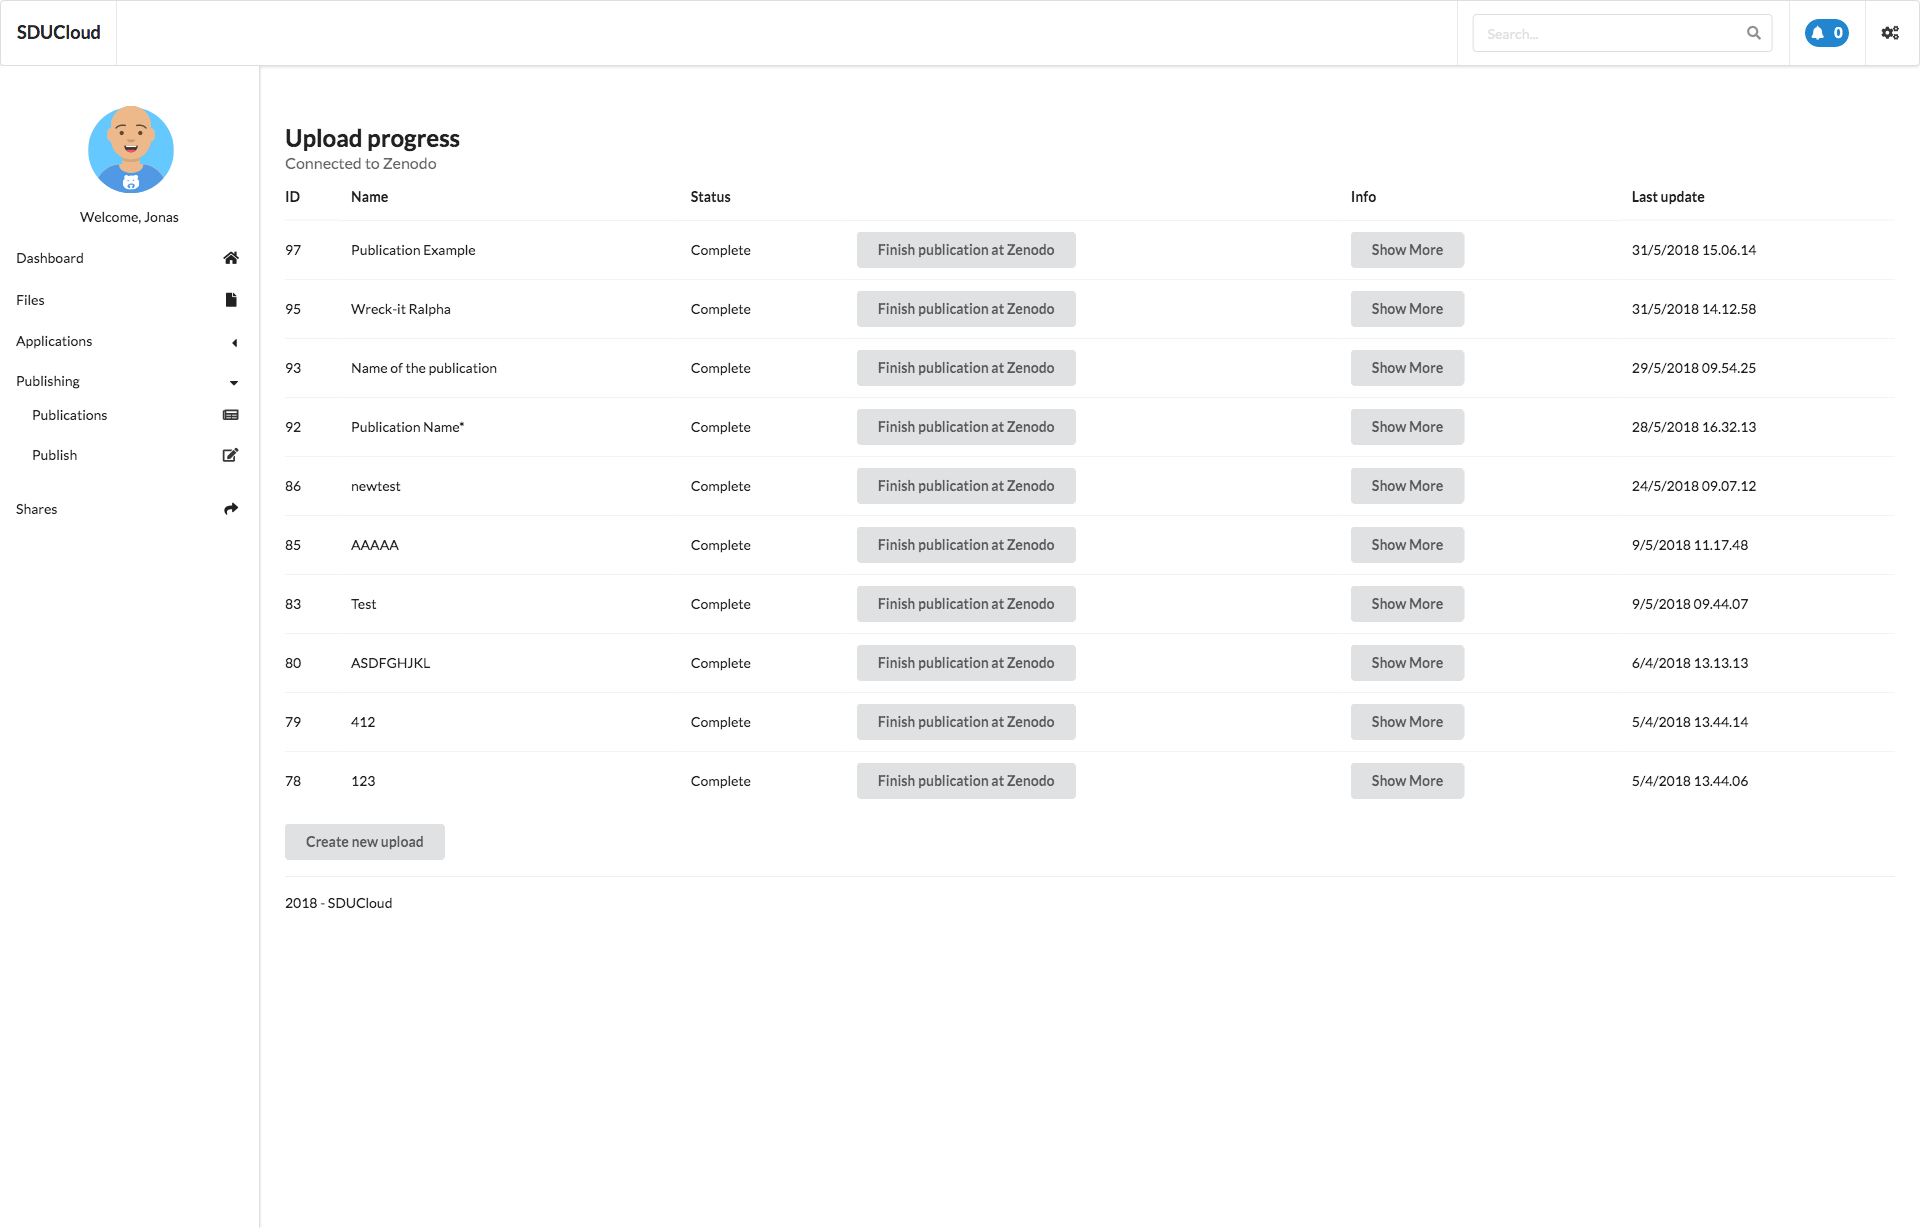 SDUCloud
Search...
0
Welcome, Jonas
Dashboard
Files
Applications
Publishing
Publications
Publish
Shares
Upload progress
Connected to Zenodo
ID Name Status Info Last update
97 Publication Example Complete Finish publication at Zenodo Show More 31/5/2018 15.06.14
95 Wreck-it Ralpha Complete Finish publication at Zenodo Show More 31/5/2018 14.12.58
93 Name of the publication Complete Finish publication at Zenodo Show More 29/5/2018 09.54.25
92 Publication Name* Complete Finish publication at Zenodo Show More 28/5/2018 16.32.13
86 newtest Complete Finish publication at Zenodo Show More 24/5/2018 09.07.12
85 AAAAA Complete Finish publication at Zenodo Show More 9/5/2018 11.17.48
83 Test Complete Finish publication at Zenodo Show More 9/5/2018 09.44.07
80 ASDFGHJKL Complete Finish publication at Zenodo Show More 6/4/2018 13.13.13
79 412 Complete Finish publication at Zenodo Show More 5/4/2018 13.44.14
78 123 Complete Finish publication at Zenodo Show More 5/4/2018 13.44.06
Create new upload
2018 - SDUCloud